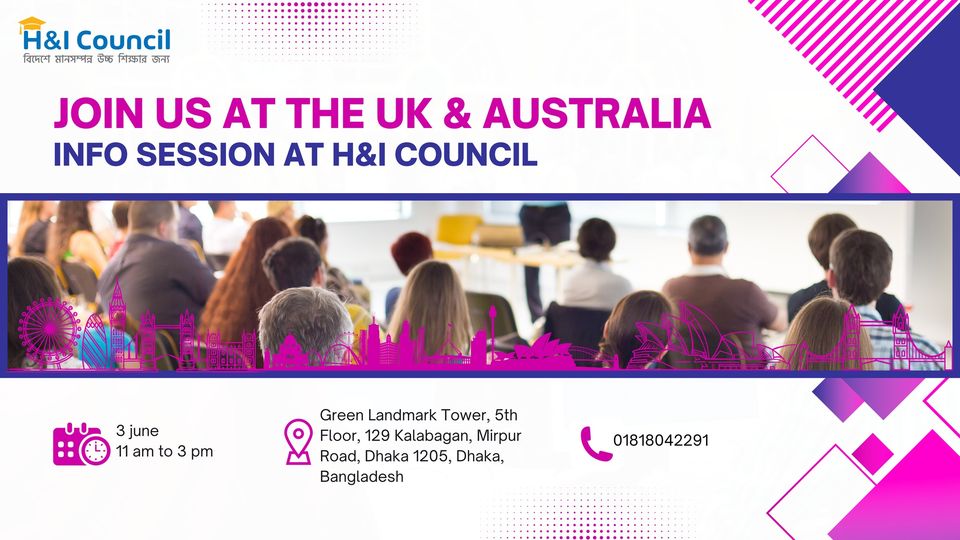 H&I Council
বিদেশে মানসম্পন্ন উচ্চ শিক্ষার জন্য
JOIN US AT THE UK & AUSTRALIA
INFO SESSION AT H&I COUNCIL
3 june
11 am to 3 pm
Green Landmark Tower, 5th
Floor, 129 Kalabagan, Mirpur
Road, Dhaka 1205, Dhaka,
Bangladesh
01818042291